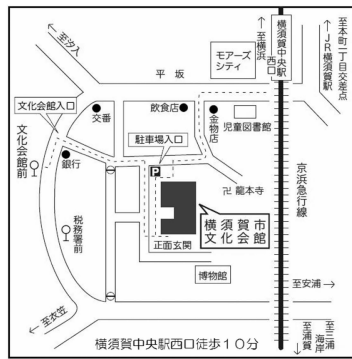 至汐入
至横浜
横須賀中央駅
西口
至本町二丁目交差点
JR横須賀駅
モアーズ
シティ
平坂
文化会館入口
交番
飲食店
金物店
児童図書館
駐車場入口
文化会館前
銀行
P
卍 龍本寺
京浜急行線
税務署前
横須賀市
文化会館
正面玄関
博物館
至安浦
至衣笠
至浦賀
至三浦海岸
横須賀中央駅西口徒歩10分